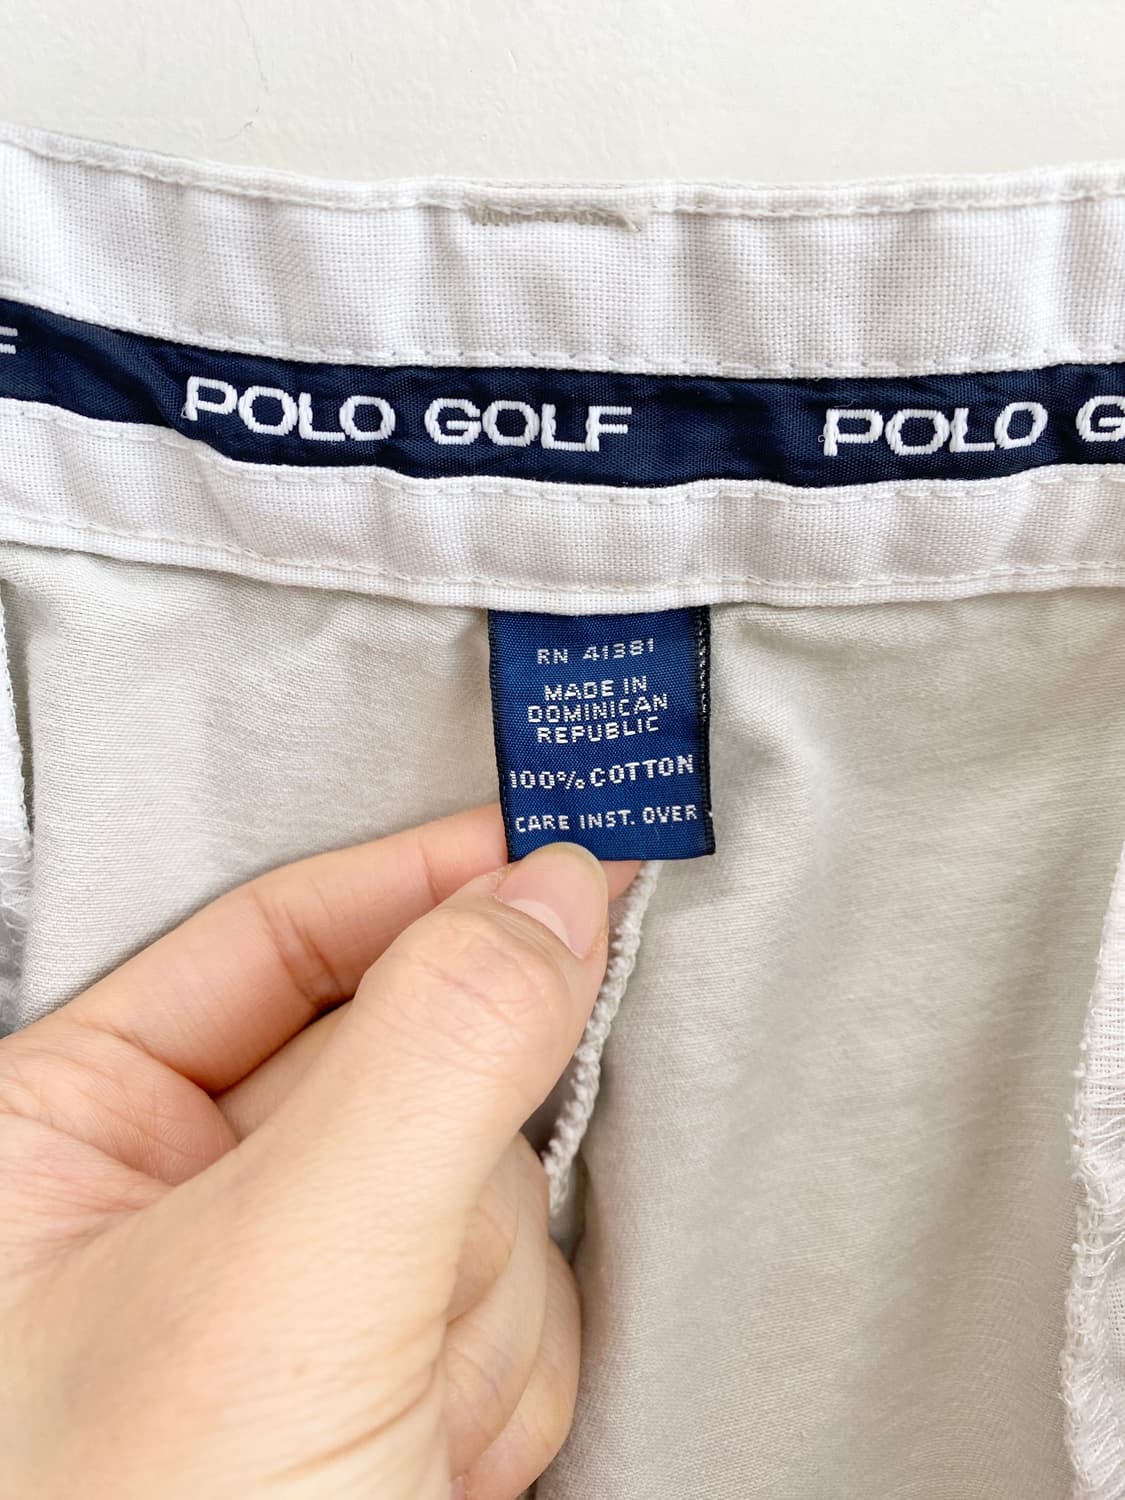 POLO GOLF POLO G
RN 41381
MADE IN
DOMINICAN
REPUBLIC
100% COTTON
CARE INST. OVER